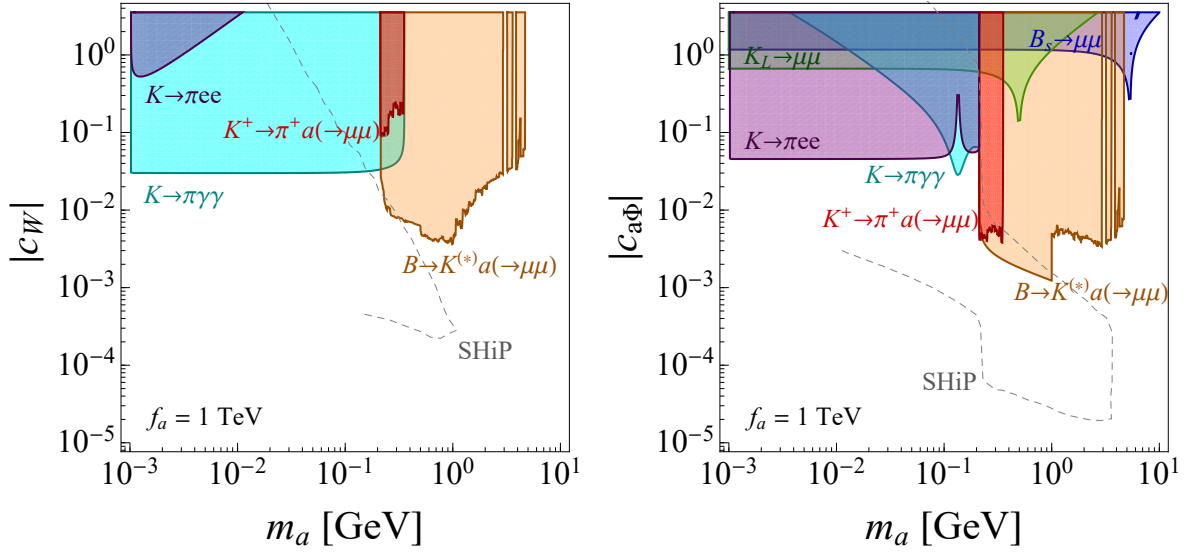 |c_W|
10^0
10^-1
10^-2
10^-3
10^-4
10^-5
K→πee
K^+→π^+a(→μμ)
K→πγγ
B→K^(*)a(→μμ)
SHiP
f_a = 1 TeV
10^-3 10^-2 10^-1 10^0 10^1
m_a [GeV]
|c_aΦ|
10^0
10^-1
10^-2
10^-3
10^-4
10^-5
B_s→μμ
K_L→μμ
K→πee
K→πγγ
K^+→π^+a(→μμ)
B→K^(*)a(→μμ)
SHiP
f_a = 1 TeV
10^-3 10^-2 10^-1 10^0 10^1
m_a [GeV]